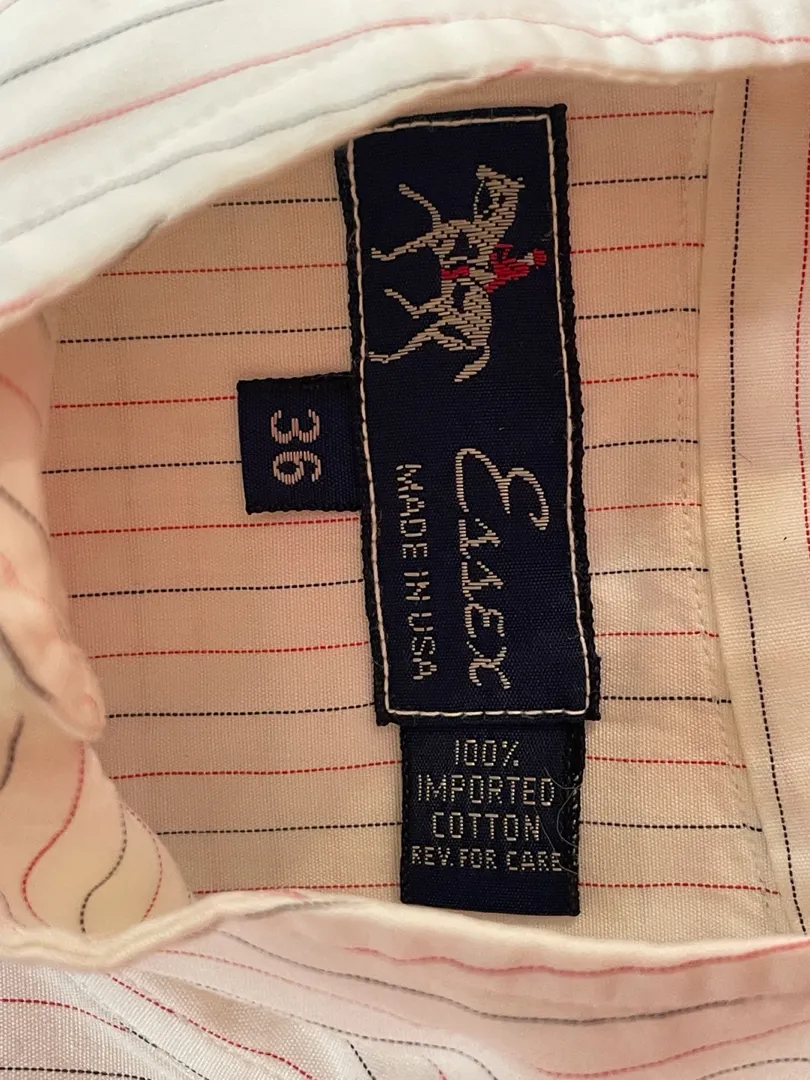 Essex
MADE IN USA
36
100%
IMPORTED
COTTON
REV. FOR CARE